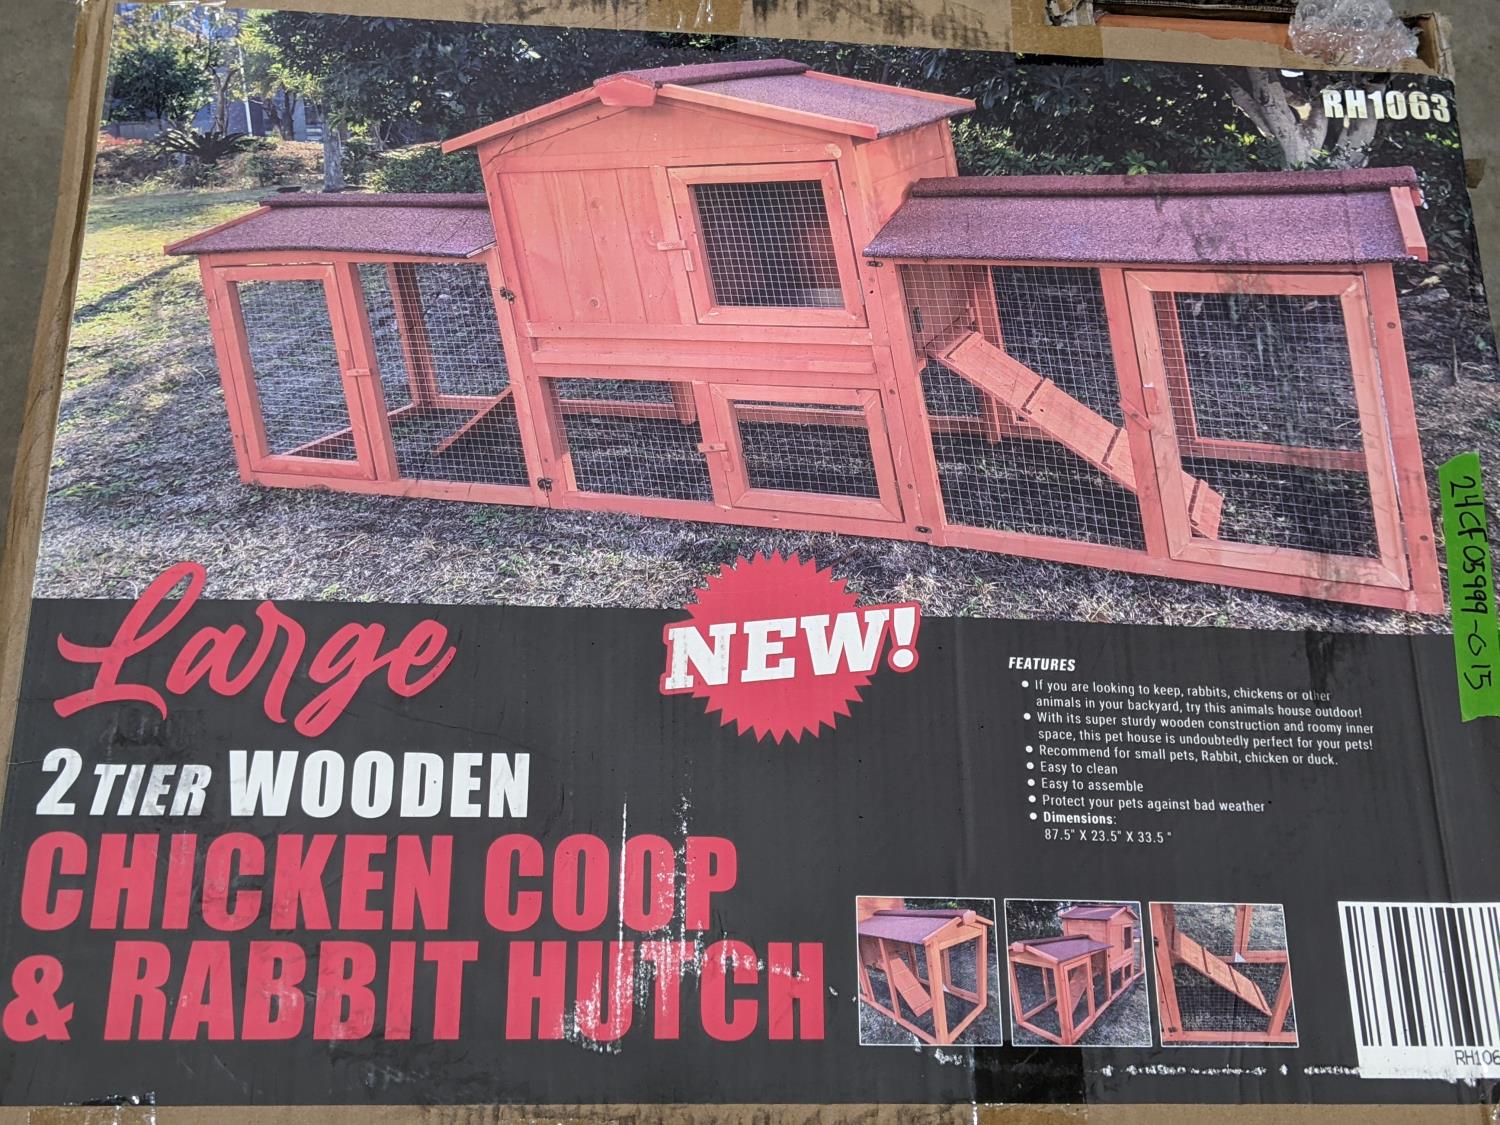 RH1063
24CF05999-G15
Large
NEW!
2 TIER WOODEN
CHICKEN COOP
& RABBIT HUTCH
FEATURES
• If you are looking to keep, rabbits, chickens or other
animals in your backyard, try this animals house outdoor!
• With its super sturdy wooden construction and roomy inner
space, this pet house is undoubtedly perfect for your pets!
• Recommend for small pets, Rabbit, chicken or duck.
• Easy to clean
• Easy to assemble
• Protect your pets against bad weather
• Dimensions:
87.5" X 23.5" X 33.5 "
RH106